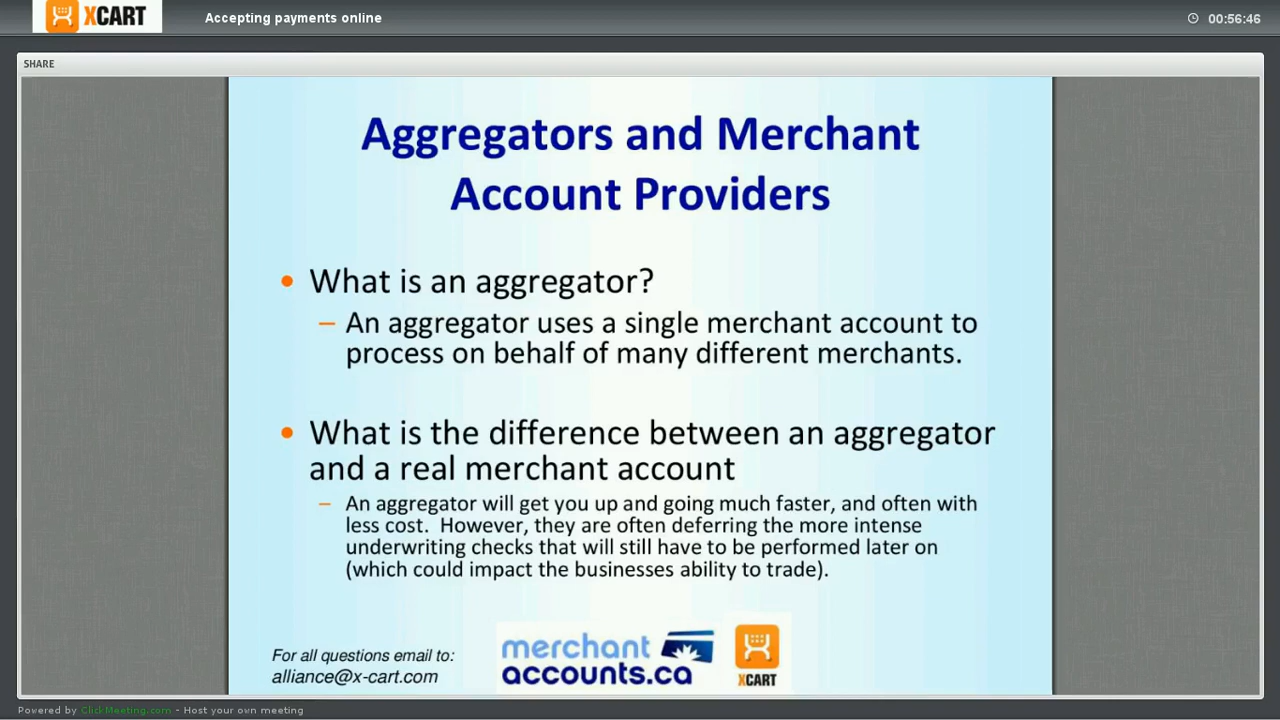 XCART
Accepting payments online
00:56:46
SHARE
Aggregators and Merchant
Account Providers
• What is an aggregator?
– An aggregator uses a single merchant account to
process on behalf of many different merchants.
• What is the difference between an aggregator
and a real merchant account
– An aggregator will get you up and going much faster, and often with
less cost. However, they are often deferring the more intense
underwriting checks that will still have to be performed later on
(which could impact the businesses ability to trade).
For all questions email to:
alliance@x-cart.com
merchant
accounts.ca
XCART
Powered by ClickMeeting.com - Host your own meeting